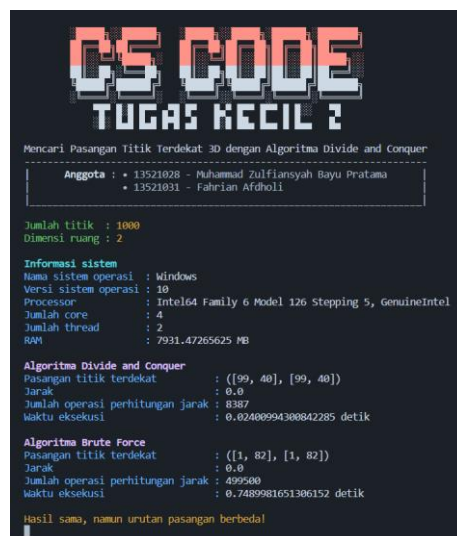 CS CODE
TUGAS KECIL 2
Mencari Pasangan Titik Terdekat 3D dengan Algoritma Divide and Conquer
Anggota : • 13521028 - Muhammad Zulfiansyah Bayu Pratama
• 13521031 - Fahrian Afdholi
Jumlah titik : 1000
Dimensi ruang : 2
Informasi sistem
Nama sistem operasi : Windows
Versi sistem operasi : 10
Processor : Intel64 Family 6 Model 126 Stepping 5, GenuineIntel
Jumlah core : 4
Jumlah thread : 2
RAM : 7931.47265625 MB
Algoritma Divide and Conquer
Pasangan titik terdekat : ([99, 40], [99, 40])
Jarak : 0.0
Jumlah operasi perhitungan jarak : 8387
Waktu eksekusi : 0.02400994300842285 detik
Algoritma Brute Force
Pasangan titik terdekat : ([1, 82], [1, 82])
Jarak : 0.0
Jumlah operasi perhitungan jarak : 499500
Waktu eksekusi : 0.7489981651306152 detik
Hasil sama, namun urutan pasangan berbeda!